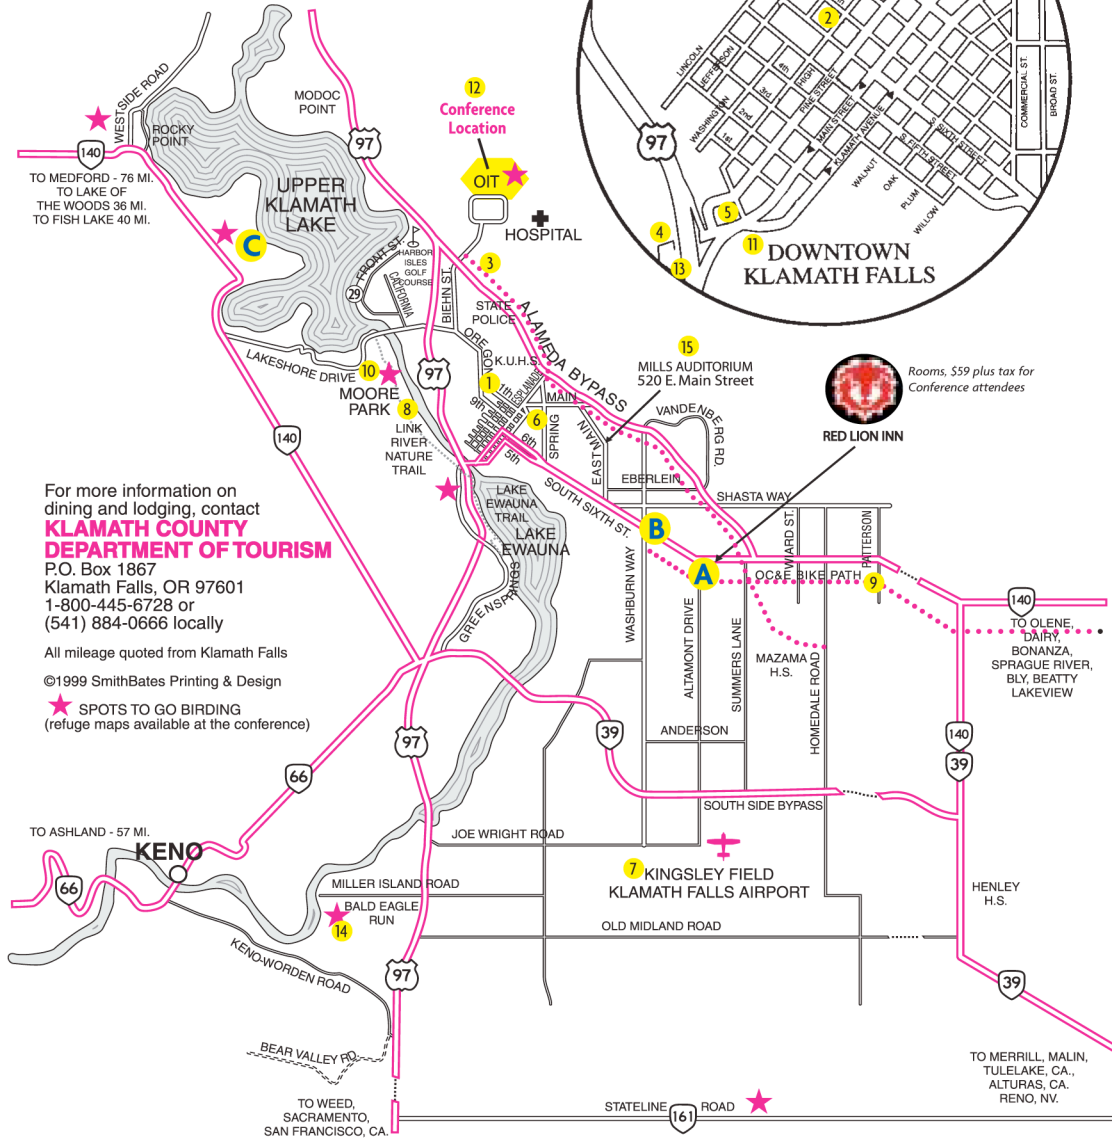 WESTSIDE ROAD
140
TO MEDFORD - 76 MI.
TO LAKE OF
THE WOODS 36 MI.
TO FISH LAKE 40 MI.
ROCKY
POINT
MODOC
POINT
97
UPPER
KLAMATH
LAKE
C
12
Conference
Location
OIT
HOSPITAL
HARBOR
ISLES
GOLF
COURSE
FRONT ST.
29
CALIFORNIA
BIEHN ST.
3
STATE
POLICE
ALAMEDA BYPASS
OREGON
K.U.H.S.
LAKESHORE DRIVE
10
MOORE
PARK
8
LINK
RIVER
NATURE
TRAIL
97
1
11th
9th
ESPLANADE
MAIN
6
SPRING
6th
5th
EAST MAIN
15
MILLS AUDITORIUM
520 E. Main Street
VANDENBERG RD.
EBERLEIN
SHASTA WAY
RED LION INN
Rooms, $59 plus tax for
Conference attendees
2
LINCOLN
JEFFERSON
WASHINGTON
1st
2nd
3rd
4th
HIGH
PINE STREET
MAIN STREET
KLAMATH AVENUE
WALNUT
OAK
PLUM
WILLOW
S. FIFTH STREET
S. SIXTH STREET
COMMERCIAL ST.
BROAD ST.
97
5
4
13
11
DOWNTOWN
KLAMATH FALLS
140
LAKE
EWAUNA
TRAIL
LAKE
EWAUNA
SOUTH SIXTH ST.
B
A
WASHBURN WAY
ALTAMONT DRIVE
SUMMERS LANE
WIARD ST.
PATTERSON
OC&E BIKE PATH
9
HOMEDALE ROAD
MAZAMA
H.S.
140
TO OLENE,
DAIRY,
BONANZA,
SPRAGUE RIVER,
BLY, BEATTY
LAKEVIEW
GREENSPRINGS
For more information on
dining and lodging, contact
KLAMATH COUNTY
DEPARTMENT OF TOURISM
P.O. Box 1867
Klamath Falls, OR 97601
1-800-445-6728 or
(541) 884-0666 locally
All mileage quoted from Klamath Falls
©1999 SmithBates Printing & Design
SPOTS TO GO BIRDING
(refuge maps available at the conference)
97
39
ANDERSON
140
39
66
SOUTH SIDE BYPASS
TO ASHLAND - 57 MI.
KENO
66
JOE WRIGHT ROAD
7
KINGSLEY FIELD
KLAMATH FALLS AIRPORT
MILLER ISLAND ROAD
BALD EAGLE
RUN
14
HENLEY
H.S.
OLD MIDLAND ROAD
KENO-WORDEN ROAD
97
39
BEAR VALLEY RD.
TO MERRILL, MALIN,
TULELAKE, CA.,
ALTURAS, CA.
RENO, NV.
TO WEED,
SACRAMENTO,
SAN FRANCISCO, CA.
STATELINE ROAD
161